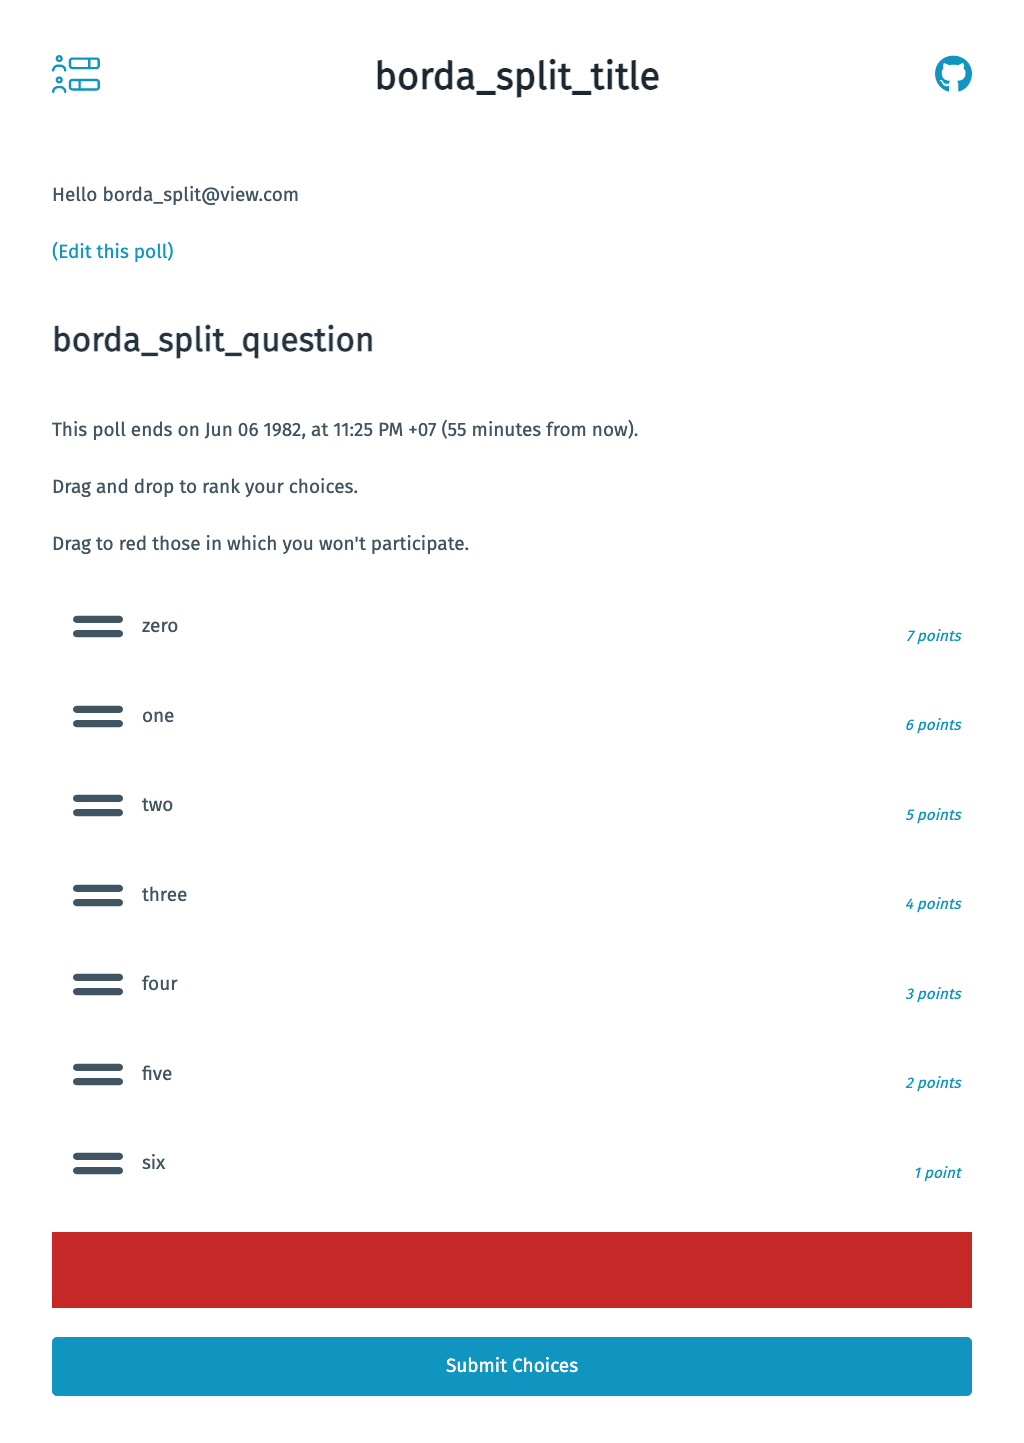 borda_split_title
Hello borda_split@view.com
(Edit this poll)
borda_split_question
This poll ends on Jun 06 1982, at 11:25 PM +07 (55 minutes from now).
Drag and drop to rank your choices.
Drag to red those in which you won't participate.
zero
7 points
one
6 points
two
5 points
three
4 points
four
3 points
five
2 points
six
1 point
Submit Choices